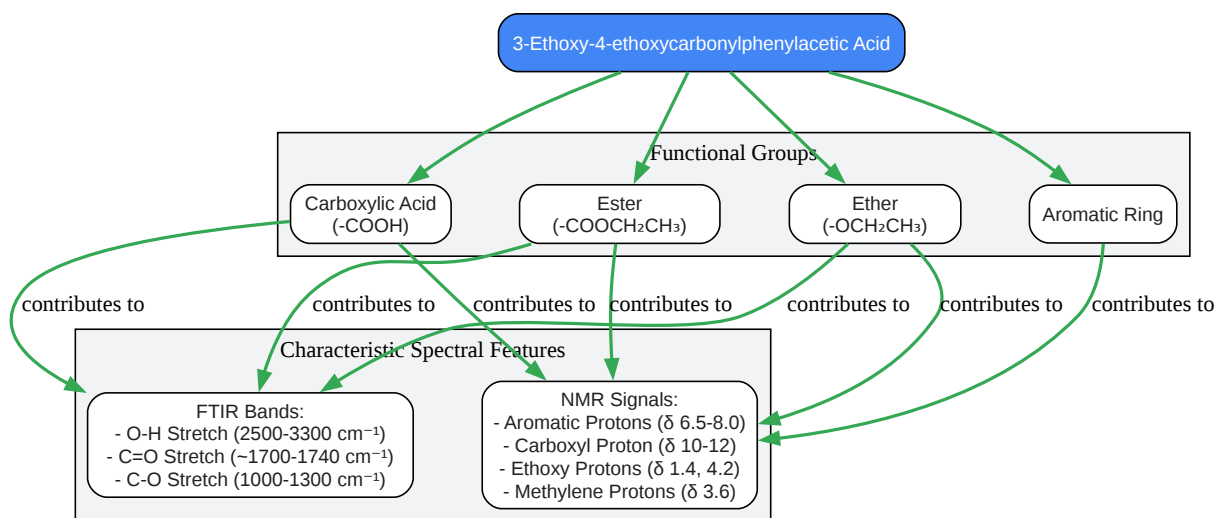 3-Ethoxy-4-ethoxycarbonylphenylacetic Acid
Functional Groups
Carboxylic Acid
(-COOH)
Ester
(-COOCH₂CH₃)
Ether
(-OCH₂CH₃)
Aromatic Ring
contributes to
contributes to
contributes to
contributes to
contributes to
contributes to
contributes to
Characteristic Spectral Features
FTIR Bands:
- O-H Stretch (2500-3300 cm⁻¹)
- C=O Stretch (~1700-1740 cm⁻¹)
- C-O Stretch (1000-1300 cm⁻¹)
NMR Signals:
- Aromatic Protons (δ 6.5-8.0)
- Carboxyl Proton (δ 10-12)
- Ethoxy Protons (δ 1.4, 4.2)
- Methylene Protons (δ 3.6)